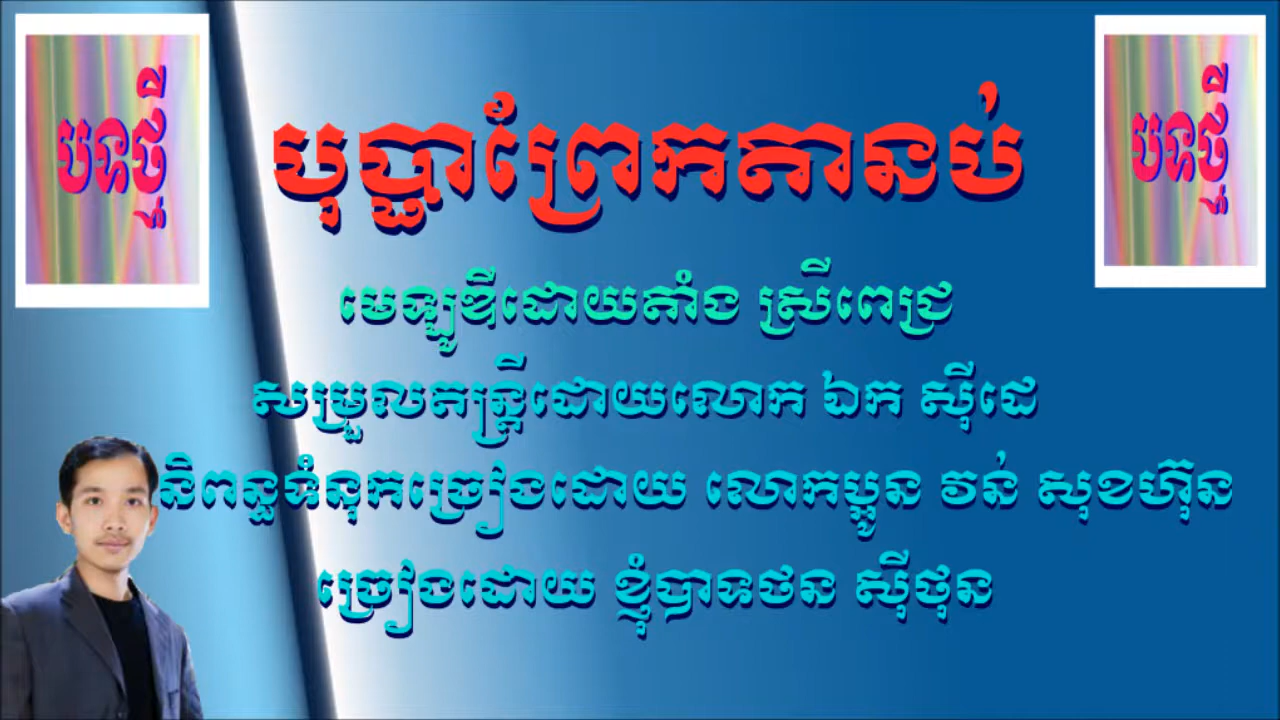 បទថ្មី
បទថ្មី
បុប្ផាព្រែកតានប់
មេឡូឌីដោយតាំង ស្រីពេជ្រ
សម្រួលតន្ត្រីដោយលោក ឯក ស៊ីដេ
និពន្ធទំនុកច្រៀងដោយ លោកប្អូន វន់ សុខហ៊ុន
ច្រៀងដោយ ខ្ញុំបាទថន ស៊ីថុន